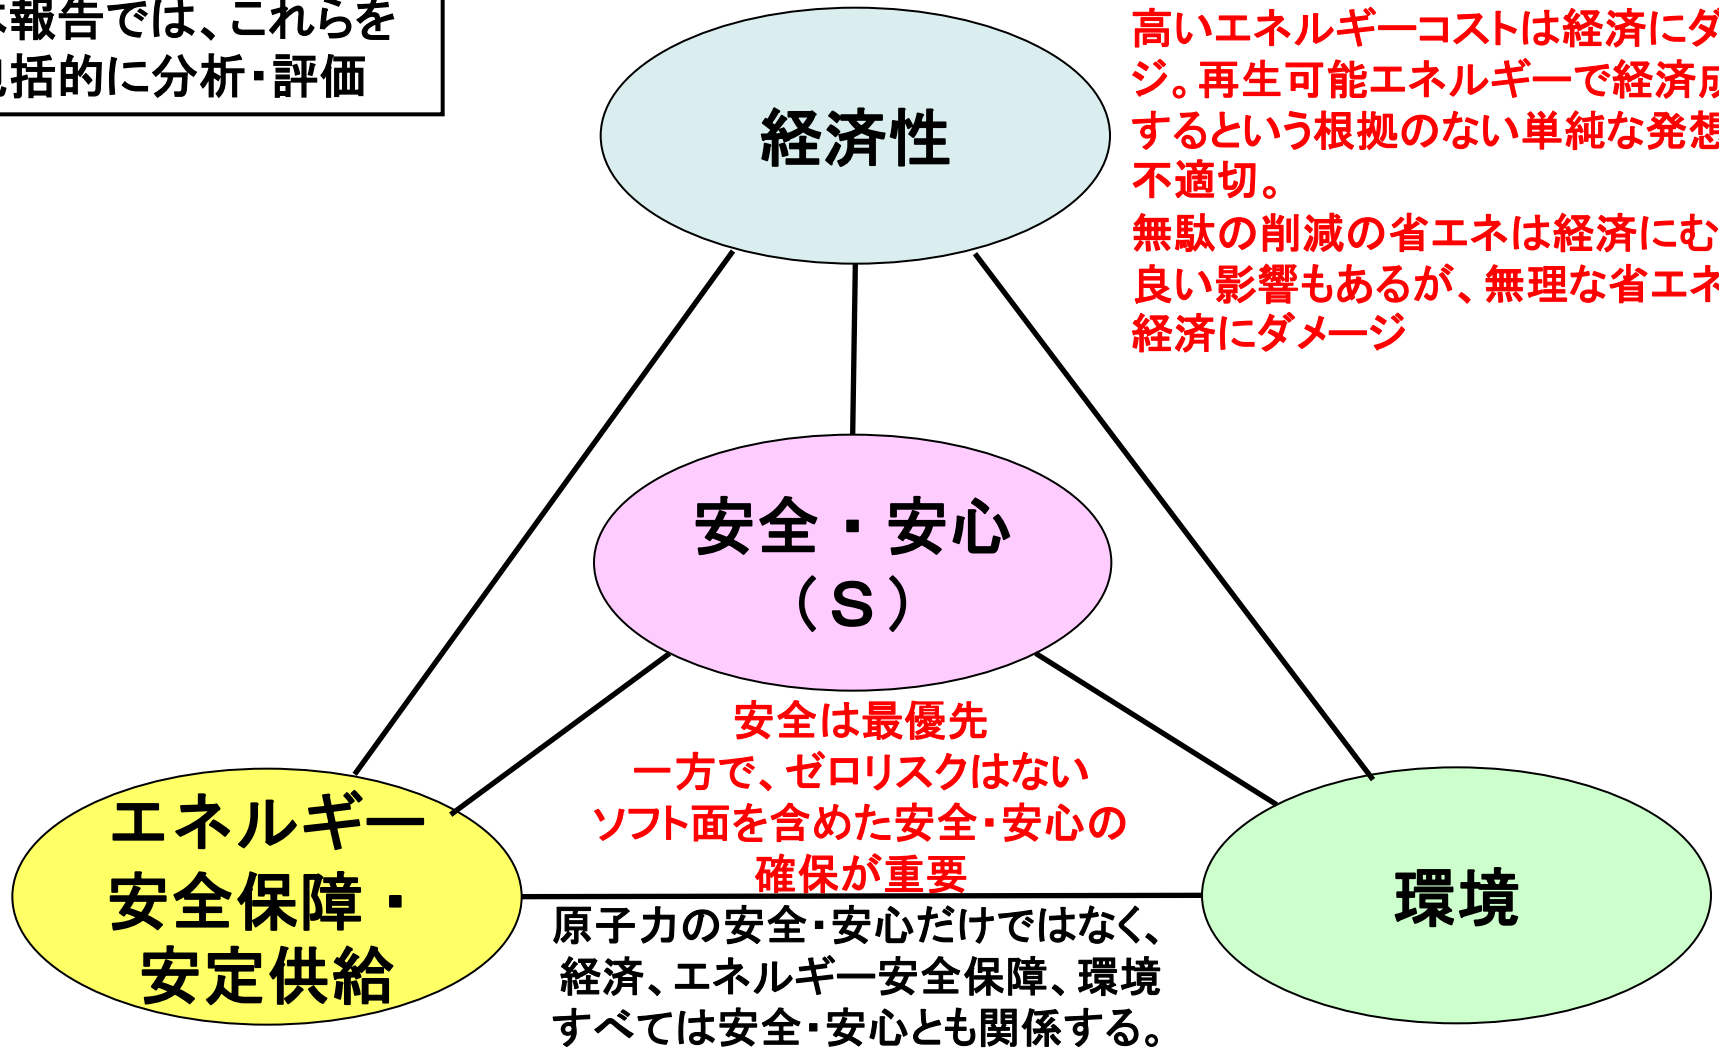 報告では、これらを
括的に分析・評価
高いエネルギーコストは経済にダ
ジ。再生可能エネルギーで経済成
するという根拠のない単純な発想
不適切。
無駄の削減の省エネは経済にむ
良い影響もあるが、無理な省エネ
経済にダメージ
経済性
安全・安心
（S）
安全は最優先
一方で、ゼロリスクはない
ソフト面を含めた安全・安心の
確保が重要
エネルギー
安全保障・
安定供給
環境
原子力の安全・安心だけではなく、
経済、エネルギー安全保障、環境
すべては安全・安心とも関係する。